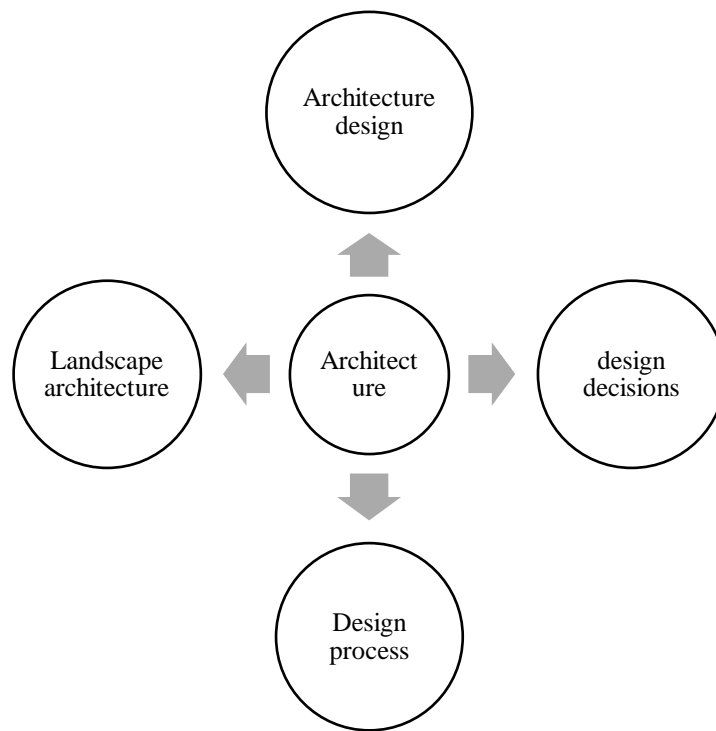 Architecture
design
Landscape
architecture
Architect
ure
design
decisions
Design
process